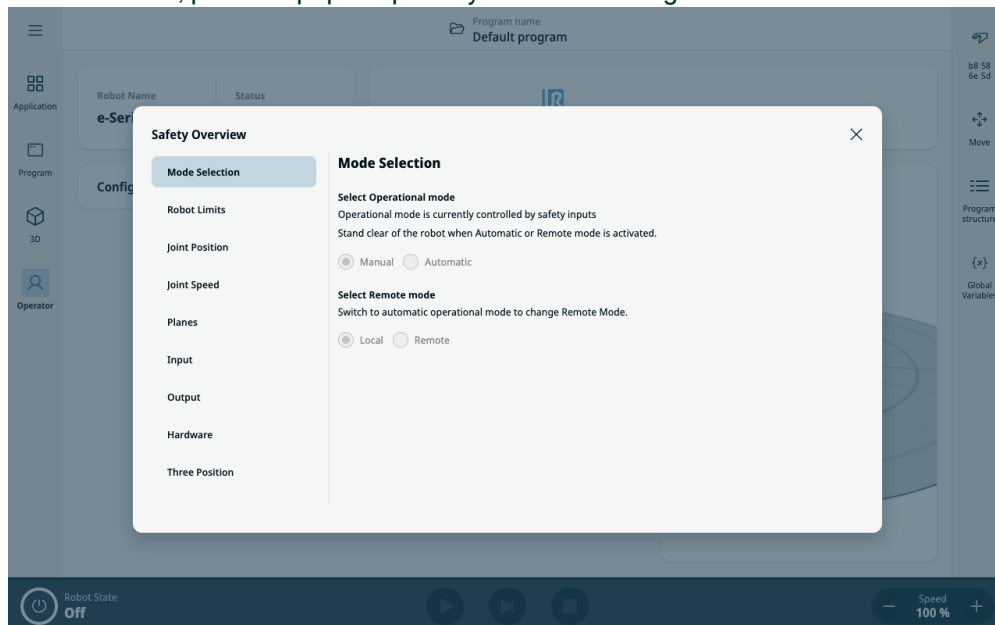 Program name
Default program
b8 58
6e 5d
Application
Robot Name
Status
e-Seri
Move
Safety Overview
Mode Selection
Robot Limits
Joint Position
Joint Speed
Planes
Input
Output
Hardware
Three Position
Mode Selection
Select Operational mode
Operational mode is currently controlled by safety inputs
Stand clear of the robot when Automatic or Remote mode is activated.
Manual
Automatic
Select Remote mode
Switch to automatic operational mode to change Remote Mode.
Local
Remote
Program
Config
Program
structure
3D
{x}
Global
Variables
Operator
Robot State
Off
Speed
100 %